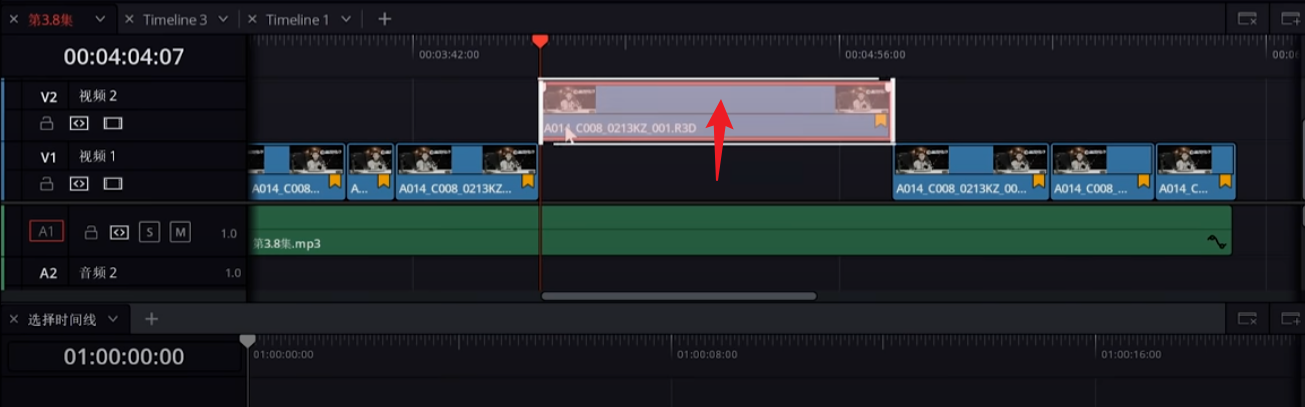 第3.8集 Timeline 3 Timeline 1
00:04:04:07 00:03:42:00 00:04:56:00 00:0
V2 视频 2
A014_C008_0213KZ_001.R3D
V1 视频 1
A014_C008... A... A014_C008_0213KZ... A014_C008_0213KZ_00... A014_C008_... A014_C...
A1 S M 1.0 第3.8集.mp3
A2 音频 2 1.0
选择时间线
01:00:00:00 01:00:00:00 01:00:08:00 01:00:16:00